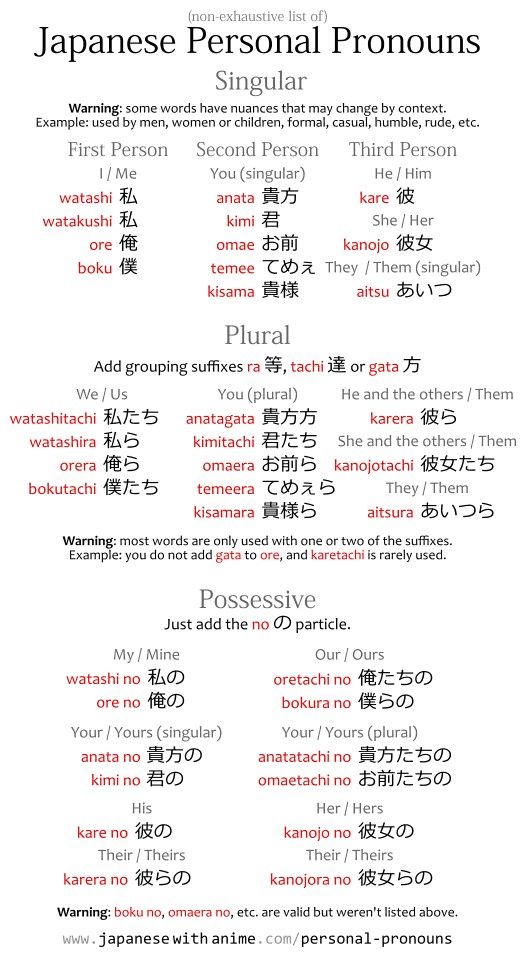 (non-exhaustive list of)
Japanese Personal Pronouns
Singular
Warning: some words have nuances that may change by context.
Example: used by men, women or children, formal, casual, humble, rude, etc.
First Person
I / Me
watashi 私
watakushi 私
ore 俺
boku 僕
Second Person
You (singular)
anata 貴方
kimi 君
omae お前
temee てめぇ
kisama 貴様
Third Person
He / Him
kare 彼
She / Her
kanojo 彼女
They / Them (singular)
aitsu あいつ
Plural
Add grouping suffixes ra 等, tachi 達 or gata 方
We / Us
watashitachi 私たち
watashira 私ら
orera 俺ら
bokutachi 僕たち
You (plural)
anatagata 貴方方
kimitachi 君たち
omaera お前ら
temeera てめぇら
kisamara 貴様ら
He and the others / Them
karera 彼ら
She and the others / Them
kanojotachi 彼女たち
They / Them
aitsura あいつら
Warning: most words are only used with one or two of the suffixes.
Example: you do not add gata to ore, and karetachi is rarely used.
Possessive
Just add the no の particle.
My / Mine
watashi no 私の
ore no 俺の
Our / Ours
oretachi no 俺たちの
bokura no 僕らの
Your / Yours (singular)
anata no 貴方の
kimi no 君の
Your / Yours (plural)
anatatachi no 貴方たちの
omaetachi no お前たちの
His
kare no 彼の
Their / Theirs
karera no 彼らの
Her / Hers
kanojo no 彼女の
Their / Theirs
kanojora no 彼女らの
Warning: boku no, omaera no, etc. are valid but weren't listed above.
www.japanesewithanime.com/personal-pronouns